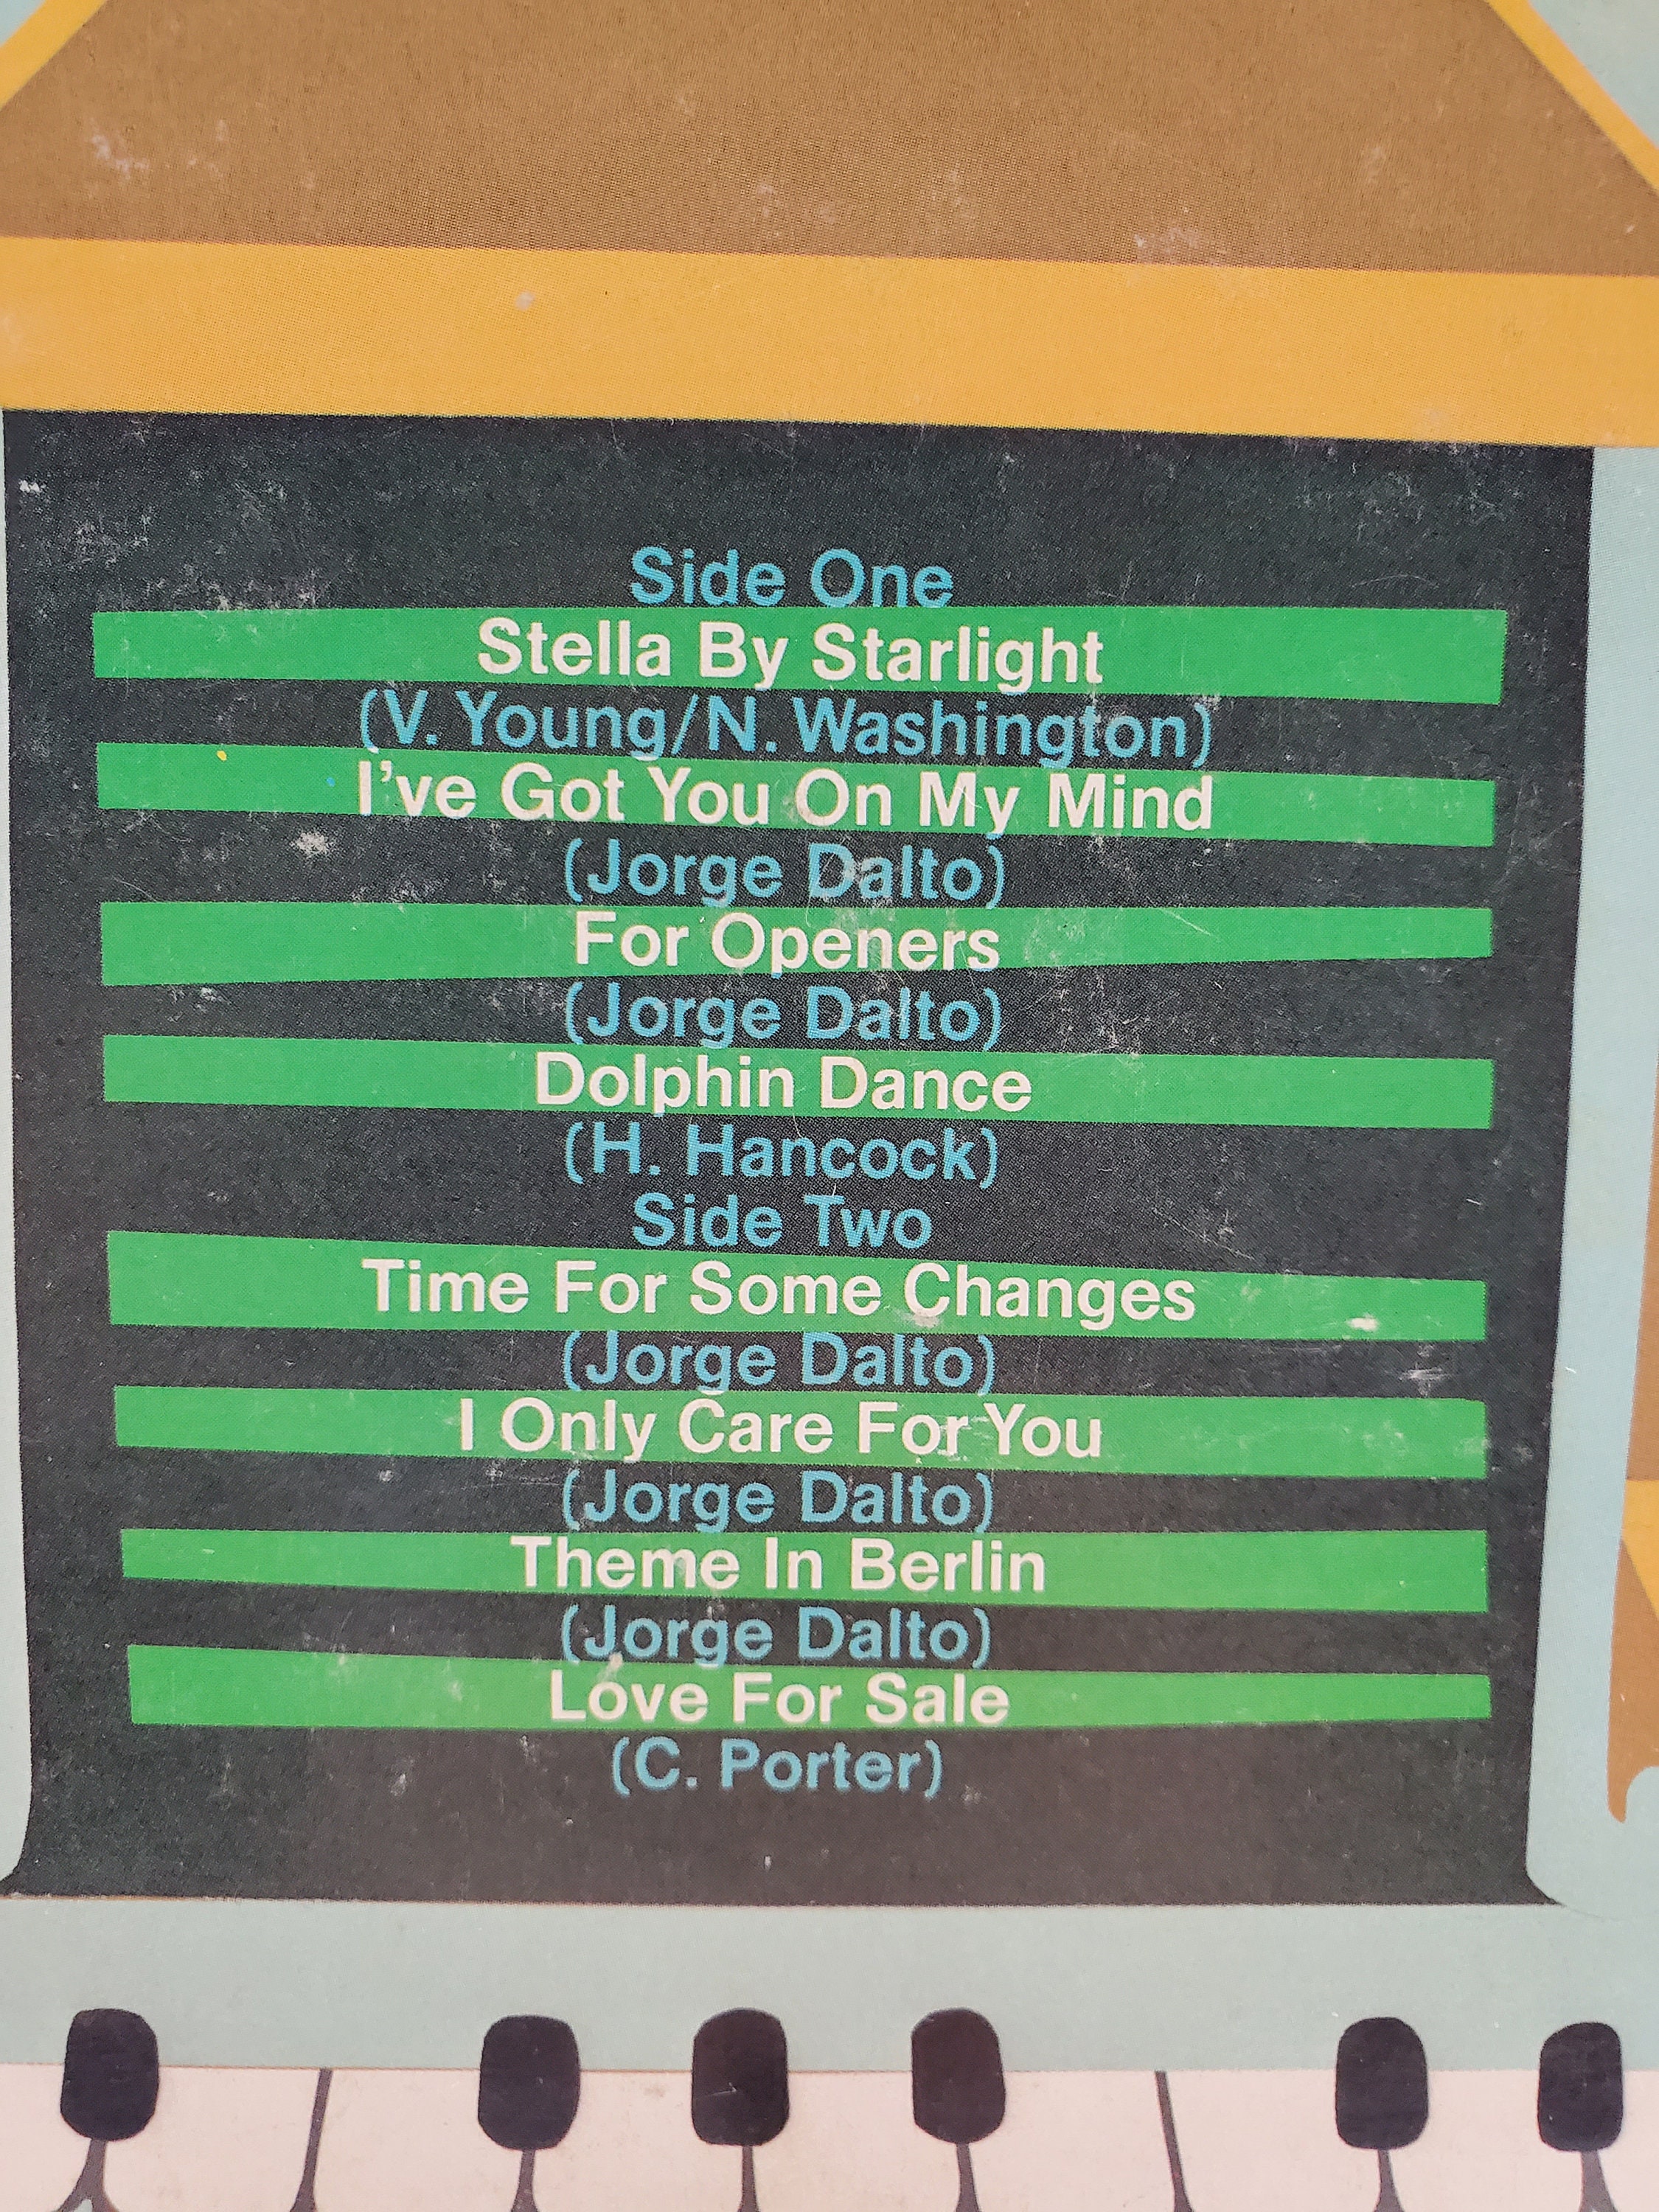 Side One
Stella By Starlight
(V. Young/N. Washington)
I've Got You On My Mind
(Jorge Dalto)
For Openers
(Jorge Dalto)
Dolphin Dance
(H. Hancock)
Side Two
Time For Some Changes
(Jorge Dalto)
I Only Care For You
(Jorge Dalto)
Theme In Berlin
(Jorge Dalto)
Love For Sale
(C. Porter)